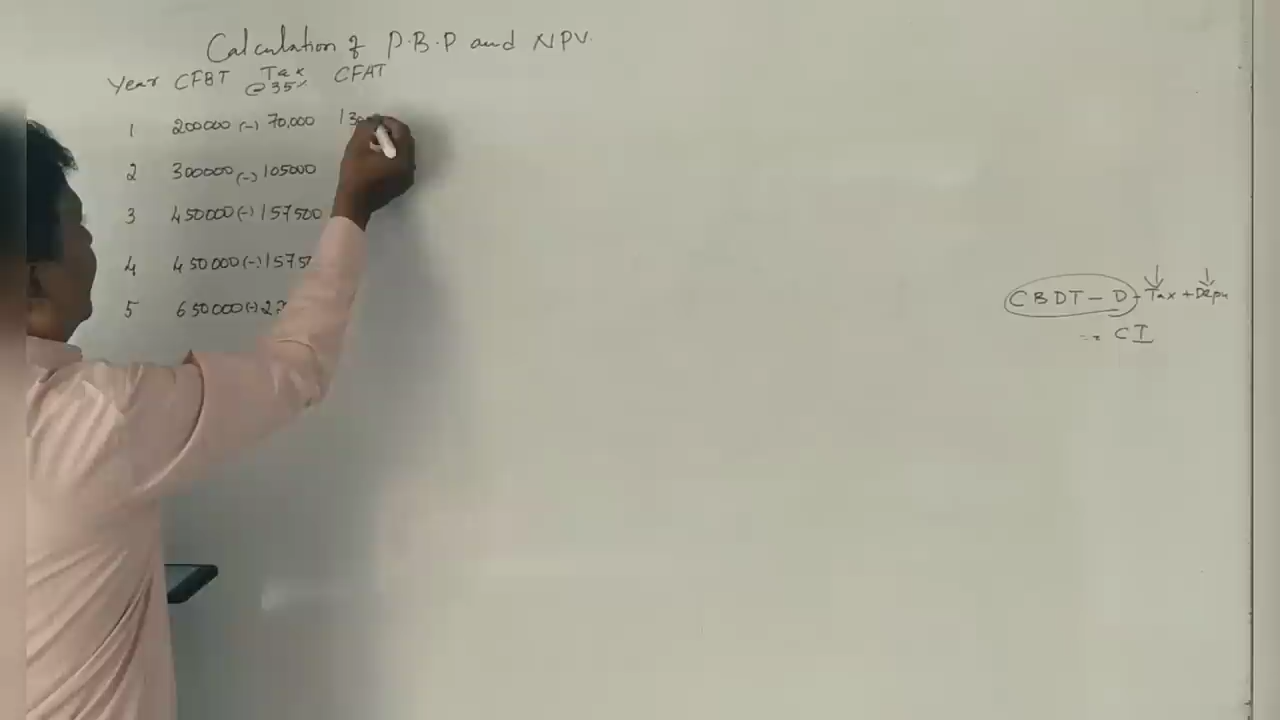 Calculation of P.B.P and NPV.
Year CFBT Tax @35% CFAT
1 200000 (-) 70,000
2 300000 (-) 105000
3 450000 (-) 157500
4 450000 (-)
5 650000 (-)
CBDT - D - Tax + Depn
CI